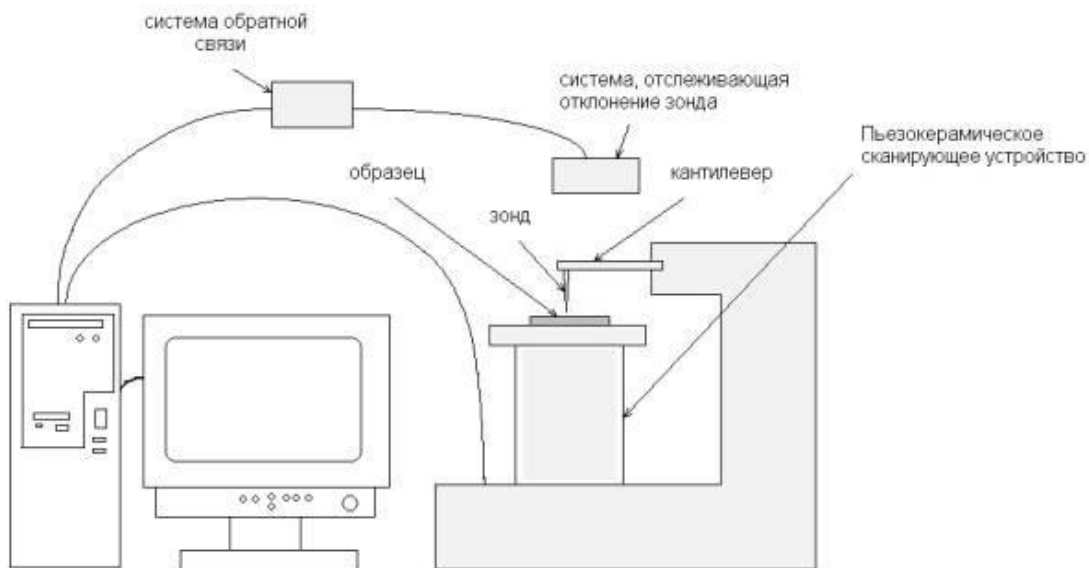 система обратной
связи
система, отслеживающая
отклонение зонда
Пьезокерамическое
сканирующее устройство
образец
кантилевер
зонд